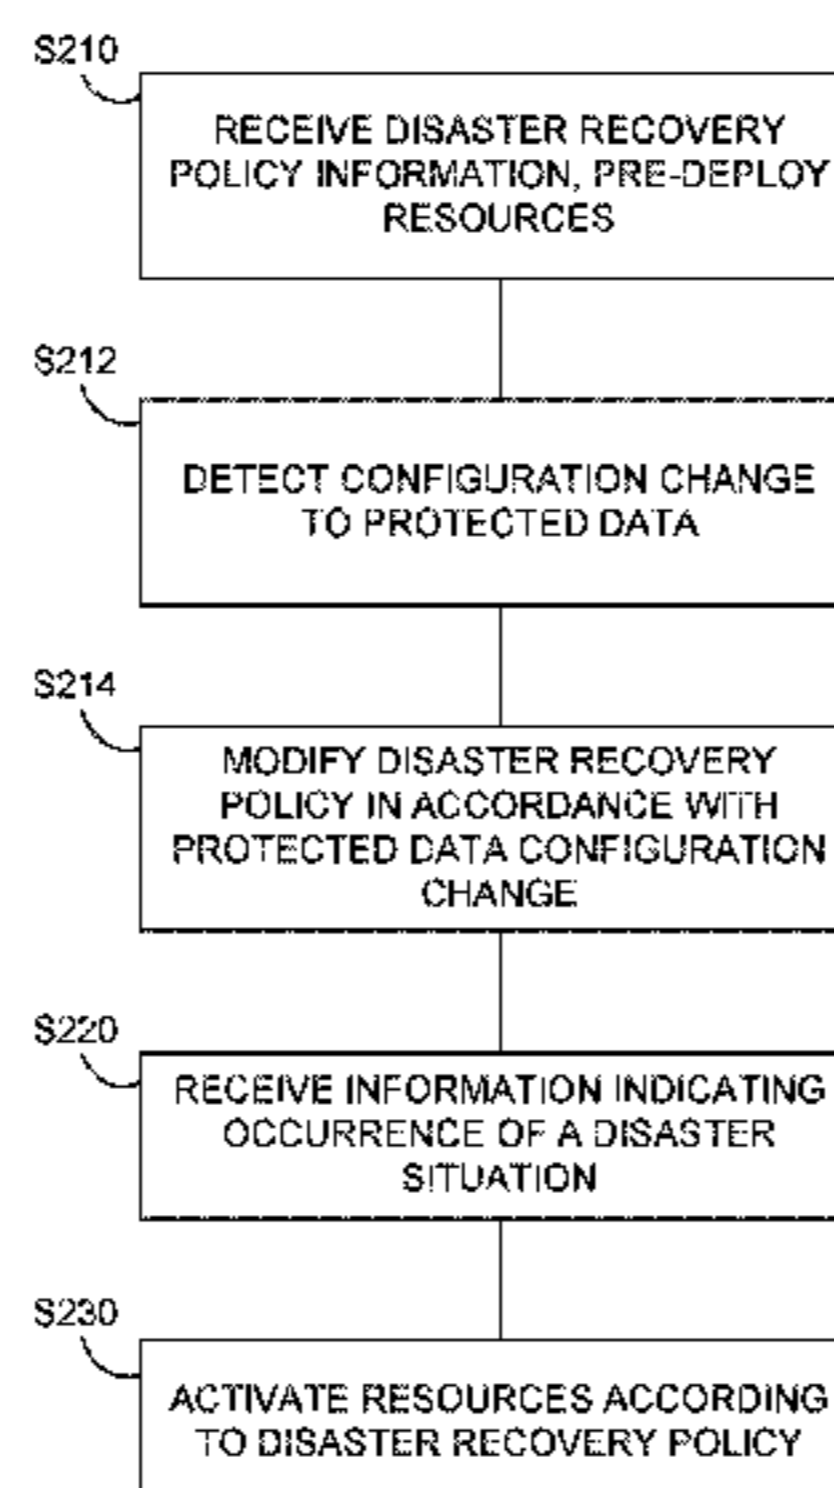 S210
RECEIVE DISASTER RECOVERY
POLICY INFORMATION, PRE-DEPLOY
RESOURCES
S212
DETECT CONFIGURATION CHANGE
TO PROTECTED DATA
S214
MODIFY DISASTER RECOVERY
POLICY IN ACCORDANCE WITH
PROTECTED DATA CONFIGURATION
CHANGE
S220
RECEIVE INFORMATION INDICATING
OCCURRENCE OF A DISASTER
SITUATION
S230
ACTIVATE RESOURCES ACCORDING
TO DISASTER RECOVERY POLICY